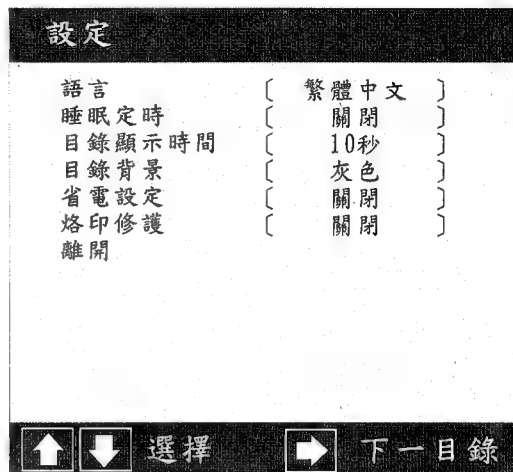 設定
語言 〔 繁體中文 〕
睡眠定時 〔 關閉 〕
目錄顯示時間 〔 10秒 〕
目錄背景 〔 灰色 〕
省電設定 〔 關閉 〕
烙印修護 〔 關閉 〕
離開
選擇 下一目錄